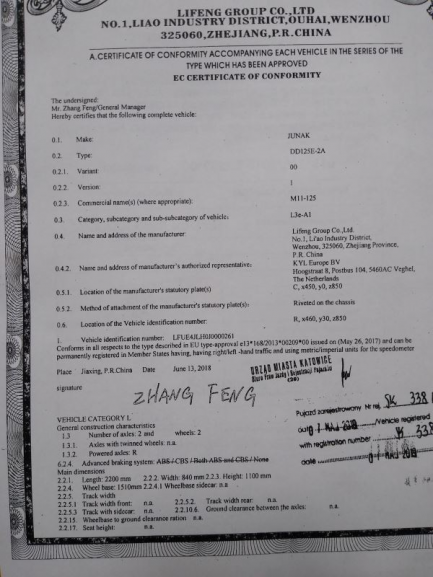 LIFENG GROUP CO.,LTD
NO.1,LIAO INDUSTRY DISTRICT,OUHAI,WENZHOU
325060,ZHEJIANG,P.R.CHINA
A.CERTIFICATE OF CONFORMITY ACCOMPANYING EACH VEHICLE IN THE SERIES OF THE
TYPE WHICH HAS BEEN APPROVED
EC CERTIFICATE OF CONFORMITY
The undersigned:
Mr. Zhang Feng/General Manager
Hereby certifies that the following complete vehicle:
0.1. Make: JUNAK
0.2. Type: DD125E-2A
0.2.1. Variant: 00
0.2.2. Version: 1
0.2.3. Commercial name(s) (where appropriate): M11-125
0.3. Category, subcategory and sub-subcategory of vehicle: L3e-A1
0.4. Name and address of the manufacturer Lifeng Group Co.,Ltd.
No.1, Li'ao Industry District,
Wenzhou, 325060, Zhejiang Province,
P.R. China
0.4.2. Name and address of manufacturer's authorized representative: KYL Europe BV
Hoogstraat 8, Postbus 104, 5460AC Veghel,
The Netherlands
0.5.1. Location of the manufacturer's statutory plate(s) C, x450, y0, z850
0.5.2. Method of attachment of the manufacturer's statutory plate(s): Riveted on the chassis
0.6. Location of the Vehicle identification number: R, x460, y30, z850
1. Vehicle identification number:
Conforms in all respects to the type described in EU type-approval e13*168/2013*00209*00 issued on (May 26, 2017) and can be
permanently registered in Member States having, having right/left -hand traffic and using metric/imperial units for the speedometer
Place Jiaxing, P.R.China Date June 13, 2018
URZĄD MIASTA KATOWICE
signature
ZHANG FENG
Pojazd zarejestrowany Nr rej. SK 338
VEHICLE CATEGORY L
General construction characteristics
Vehicle registered
1.3 Number of axles: 2 and wheels: 2
with registration number
1.3.1. Axles with twinned wheels: n.a.
1.3.2. Powered axles: R
6.2.4. Advanced braking system: ABS / CBS / Both ABS and CBS / None
date
Main dimensions
2.2.1. Length: 2200 mm 2.2.2. Width: 840 mm 2.2.3. Height: 1100 mm
2.2.4. Wheel base: 1510mm 2.2.4.1 Wheelbase sidecar: n.a
2.2.5. Track width
2.2.5.1 Track width front: n.a. 2.2.5.2. Track width rear: n.a.
2.2.5.3 Track with sidecar: n.a. 2.2.10.6. Ground clearance between the axles: n.a.
2.2.15. Wheelbase to ground clearance ration: n.a.
2.2.17. Seat height: n.a.